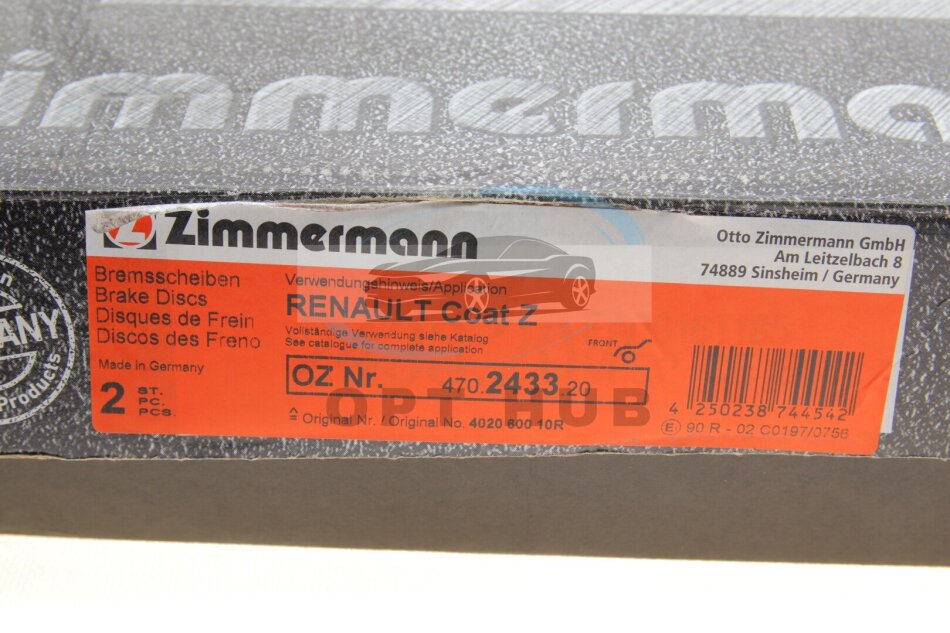 Zimmermann
Otto Zimmermann GmbH
Am Leitzelbach 8
74889 Sinsheim / Germany
Bremsscheiben
Brake Discs
Disques de Frein
Discos des Freno
Made in Germany
2 ST.
PC.
PCS.
Verwendungshinweis/Application
RENAULT Coat Z
Vollständige Verwendung siehe Katalog
See catalogue for complete application
FRONT
OZ Nr. 470.2433.20
≙ Original Nr. / Original No. 4020 600 10R
4 250238 744542
E 90 R - 02 C0197/0758
OPT HUB
Products